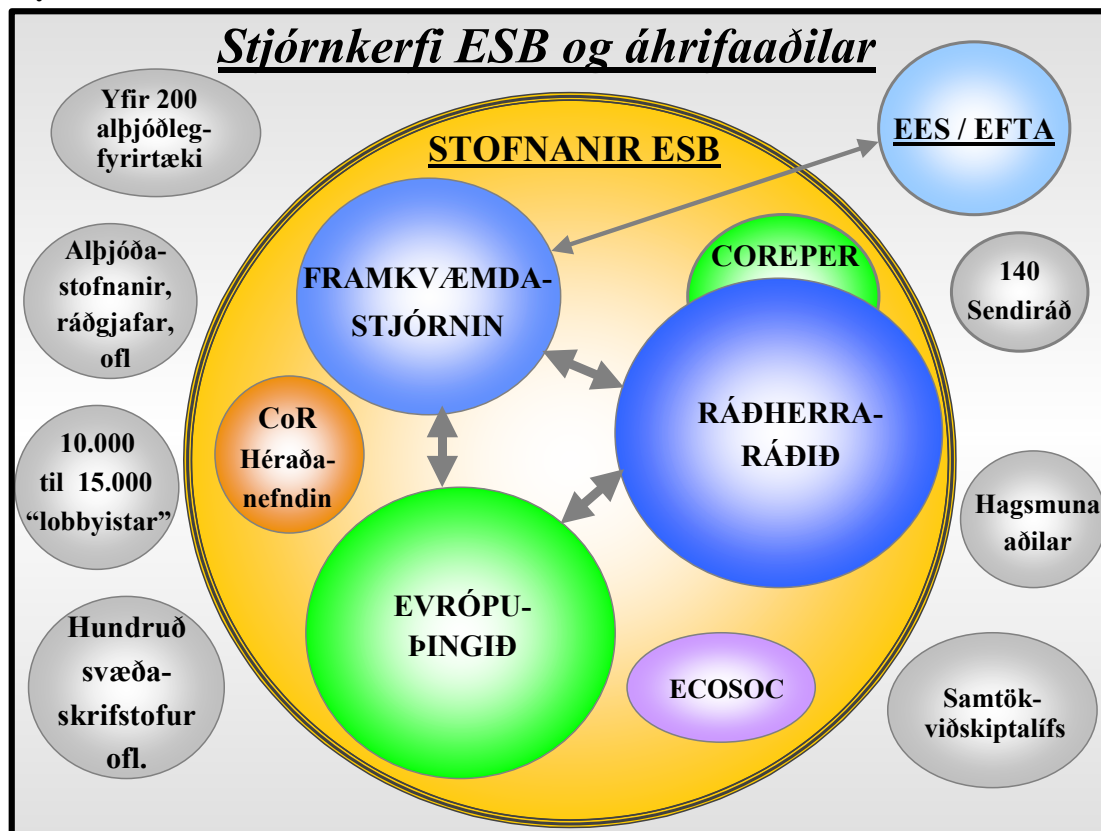 Stjórnkerfi ESB og áhrifaaðilar
Yfir 200
alþjóðleg-
fyrirtæki
EES / EFTA
STOFNANIR ESB
Alþjóða-
stofnanir,
ráðgjafar,
ofl
FRAMKVÆMDA-
STJÓRNIN
COREPER
140
Sendiráð
10.000
til 15.000
“lobbyistar”
CoR
Héraða-
nefndin
RÁÐHERRA-
RÁÐIÐ
Hagsmuna
aðilar
Hundruð
svæða-
skrifstofur
ofl.
EVRÓPU-
ÞINGIÐ
ECOSOC
Samtök-
viðskiptalífs